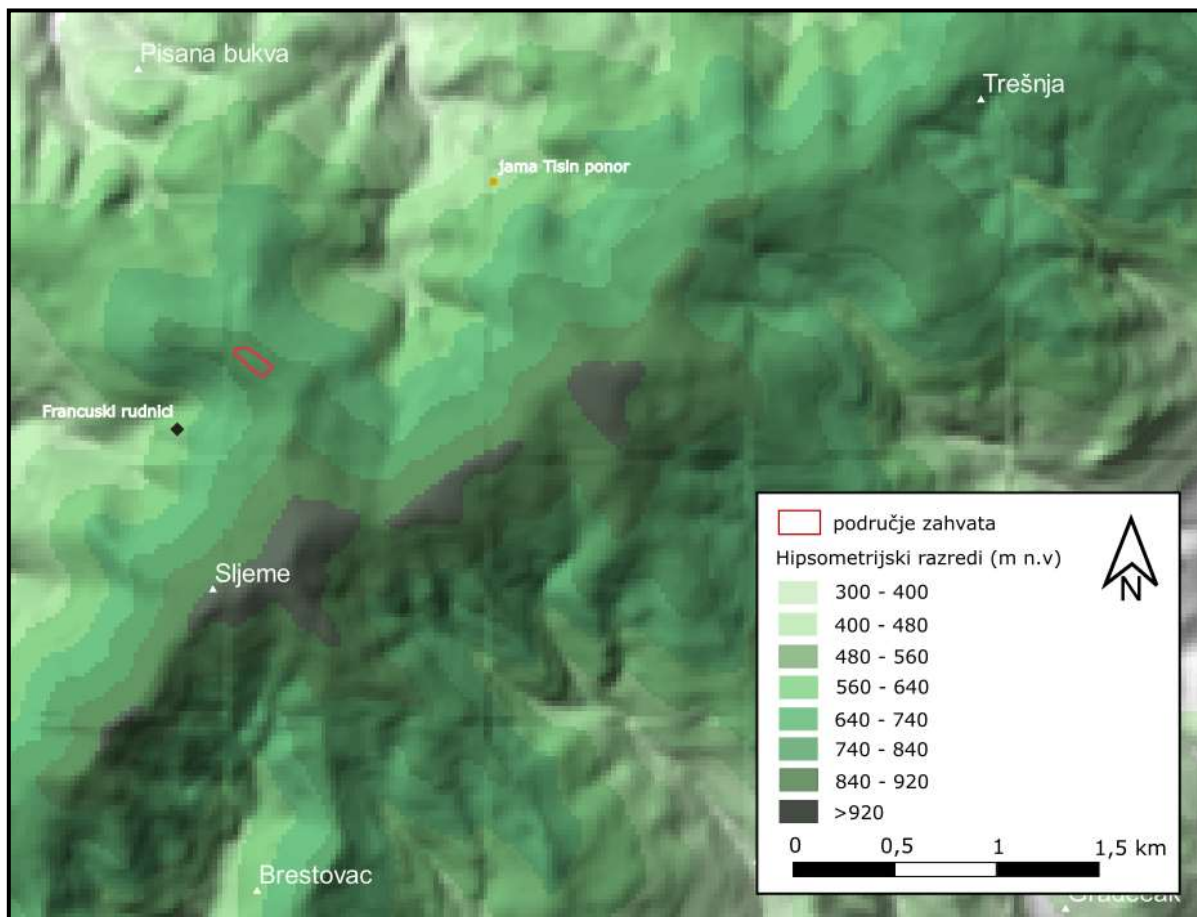 Pisana bukva
Trešnja
jama Tisin ponor
Francuski rudnici
Sljeme
Brestovac
područje zahvata
Hipsometrijski razredi (m n.v)
300 - 400
400 - 480
480 - 560
560 - 640
640 - 740
740 - 840
840 - 920
>920
N
0 0,5 1 1,5 km